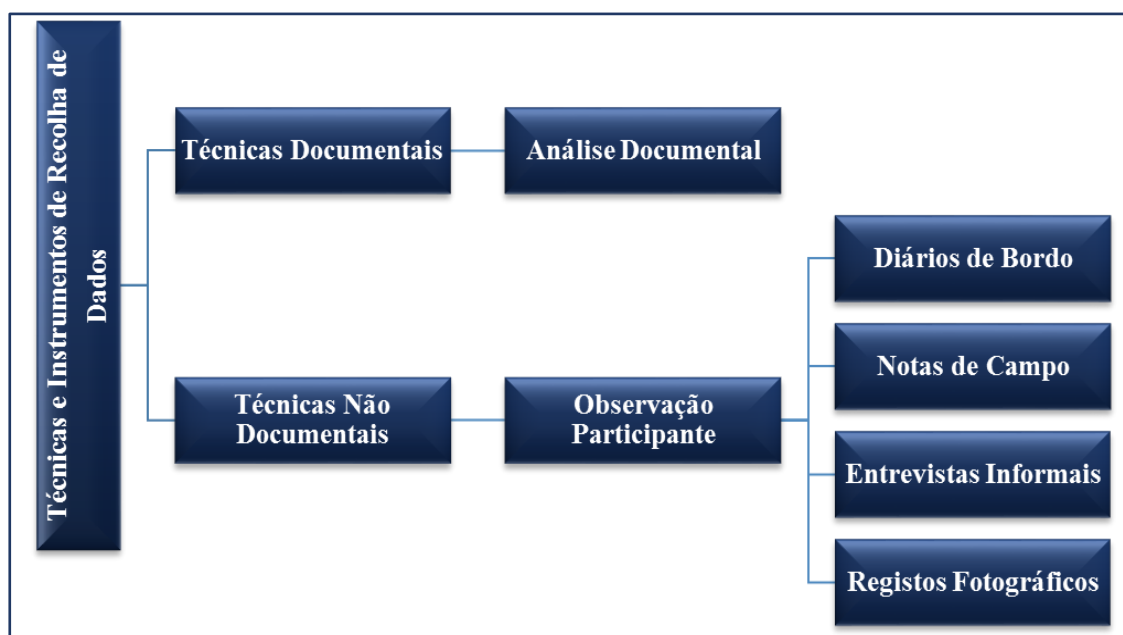 Técnicas e Instrumentos de Recolha de
Dados
Técnicas Documentais
Análise Documental
Técnicas Não
Documentais
Observação
Participante
Diários de Bordo
Notas de Campo
Entrevistas Informais
Registos Fotográficos